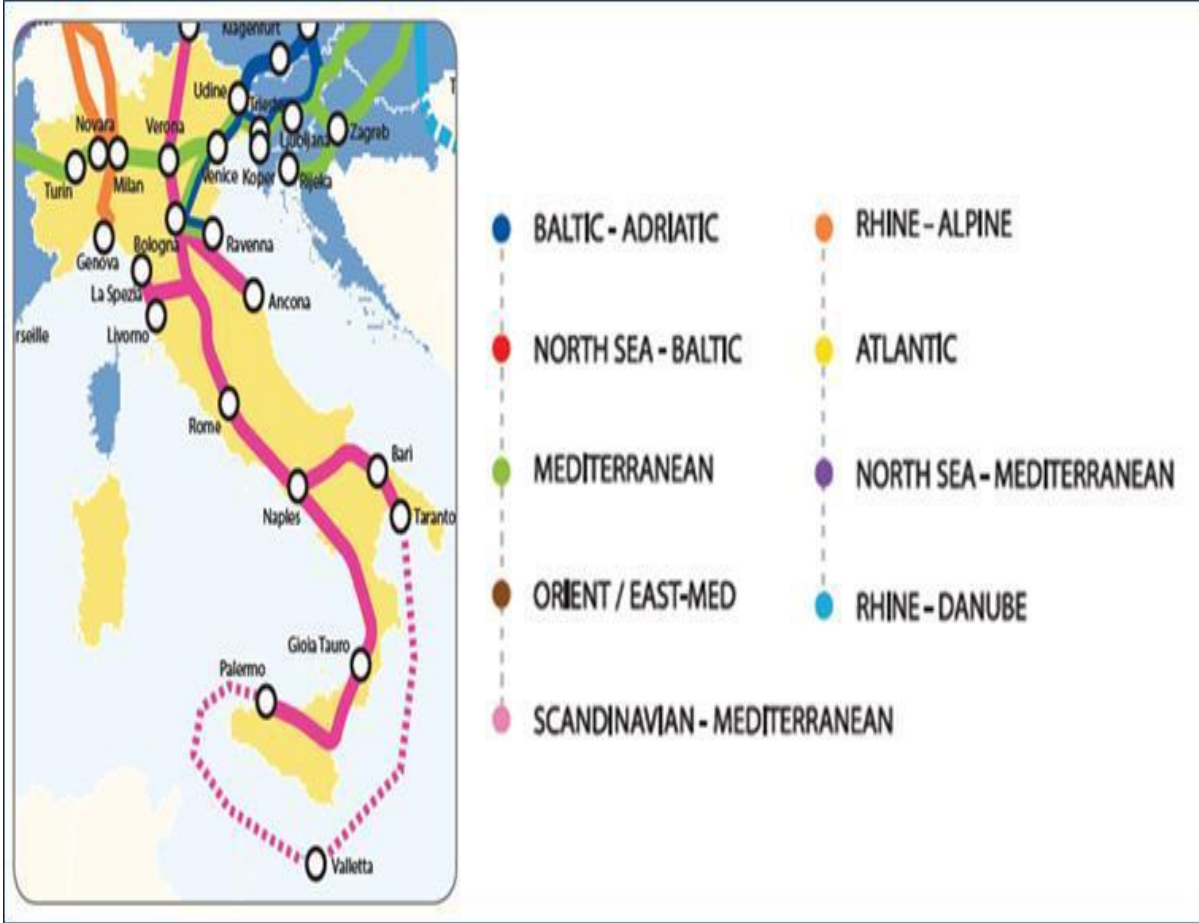 Klagenfurt
Udine
Trieste
Novara
Verona
Ljubljana
Zagreb
Turin
Milan
Venice
Koper
Rijeka
Bologna
Ravenna
Genova
La Spezia
Ancona
rseille
Livorno
Rome
Bari
Naples
Taranto
Gioia Tauro
Palermo
Valletta
BALTIC - ADRIATIC
NORTH SEA - BALTIC
MEDITERRANEAN
ORIENT / EAST-MED
SCANDINAVIAN - MEDITERRANEAN
RHINE - ALPINE
ATLANTIC
NORTH SEA - MEDITERRANEAN
RHINE - DANUBE